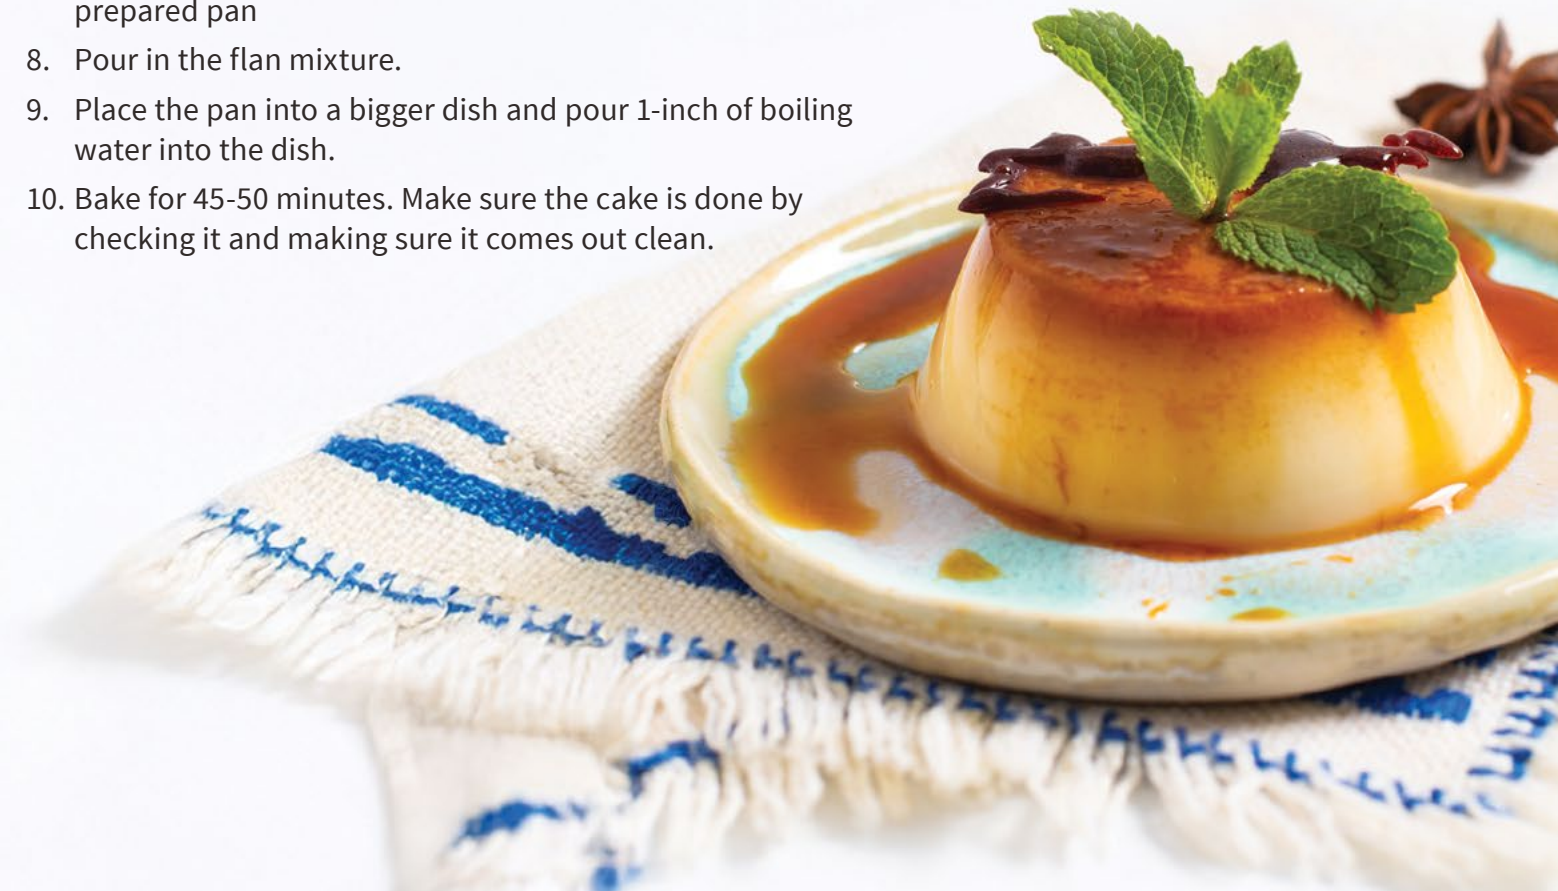 prepared pan
8. Pour in the flan mixture.
9. Place the pan into a bigger dish and pour 1-inch of boiling
water into the dish.
10. Bake for 45-50 minutes. Make sure the cake is done by
checking it and making sure it comes out clean.